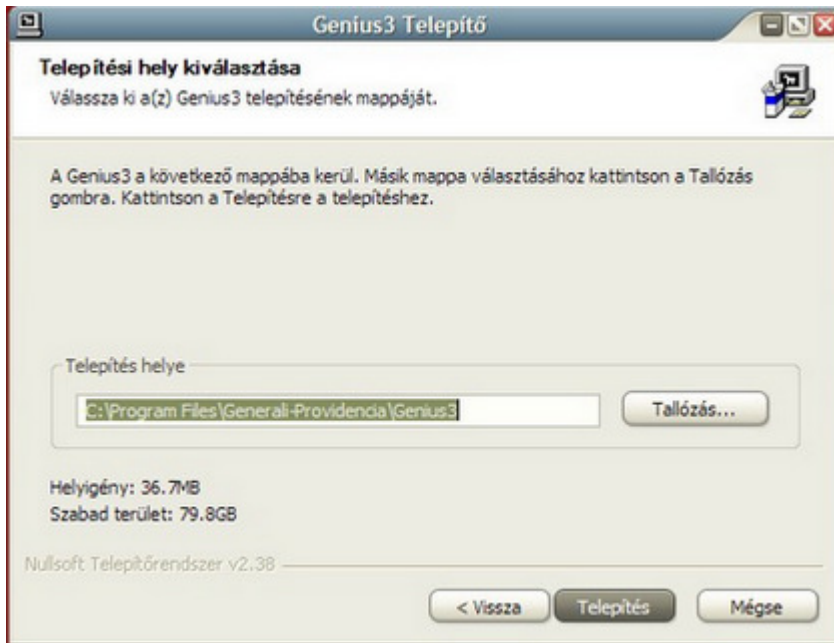 Genius3 Telepítő
Telepítési hely kiválasztása
Válassza ki a(z) Genius3 telepítésének mappáját.
A Genius3 a következő mappába kerül. Másik mappa választásához kattintson a Tallózás
gombra. Kattintson a Telepítésre a telepítéshez.
Telepítés helye
C:\Program Files\Generali-Providencia\Genius3
Tallózás...
Helyigény: 36.7MB
Szabad terület: 79.8GB
Nullsoft Telepítőrendszer v2.38
< Vissza
Telepítés
Mégse